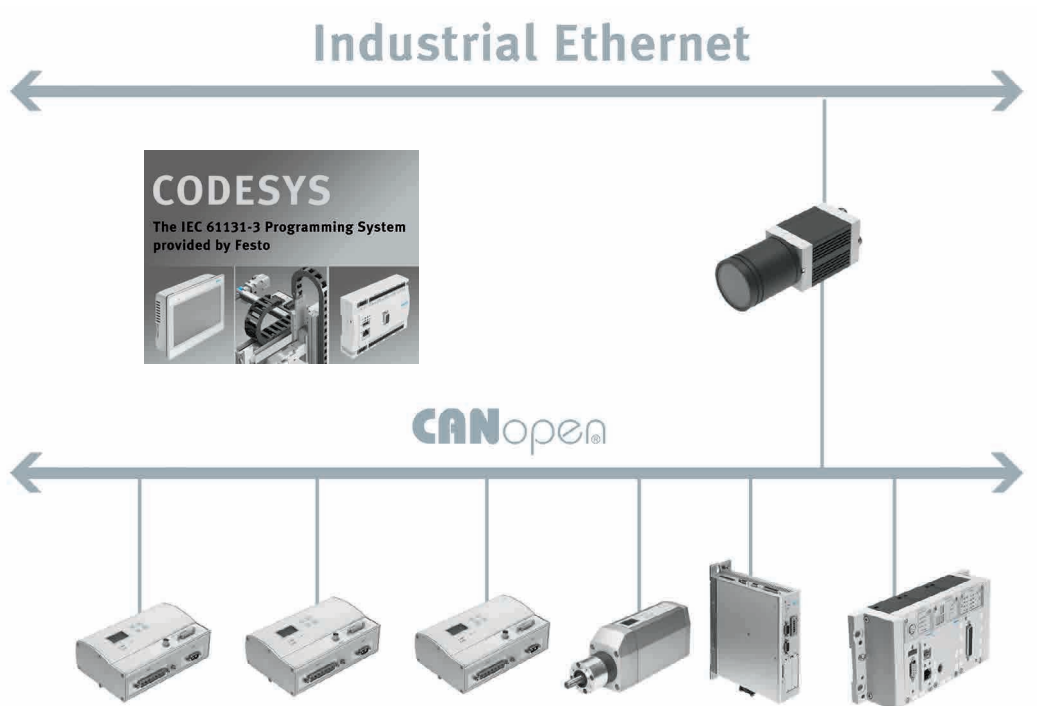 Industrial Ethernet
CODESYS
The IEC 61131-3 Programming System
provided by Festo
CANopen®